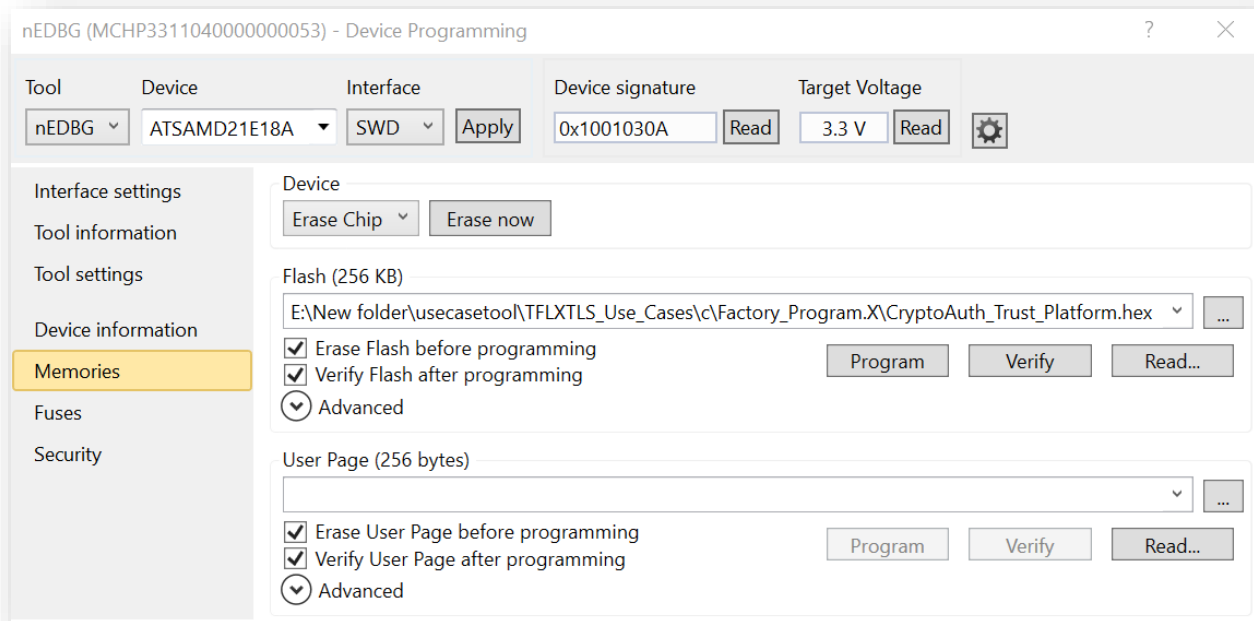 nEDBG (MCHP3311040000000053) - Device Programming ?
Tool Device Interface Device signature Target Voltage
nEDBG ATSAMD21E18A SWD Apply 0x1001030A Read 3.3 V Read
Interface settings
Tool information
Tool settings
Device information
Memories
Fuses
Security
Device
Erase Chip Erase now
Flash (256 KB)
E:\New folder\usecasetool\TFLXTLS_Use_Cases\c\Factory_Program.X\CryptoAuth_Trust_Platform.hex ...
Erase Flash before programming
Verify Flash after programming
Program Verify Read...
Advanced
User Page (256 bytes)
...
Erase User Page before programming
Verify User Page after programming
Program Verify Read...
Advanced